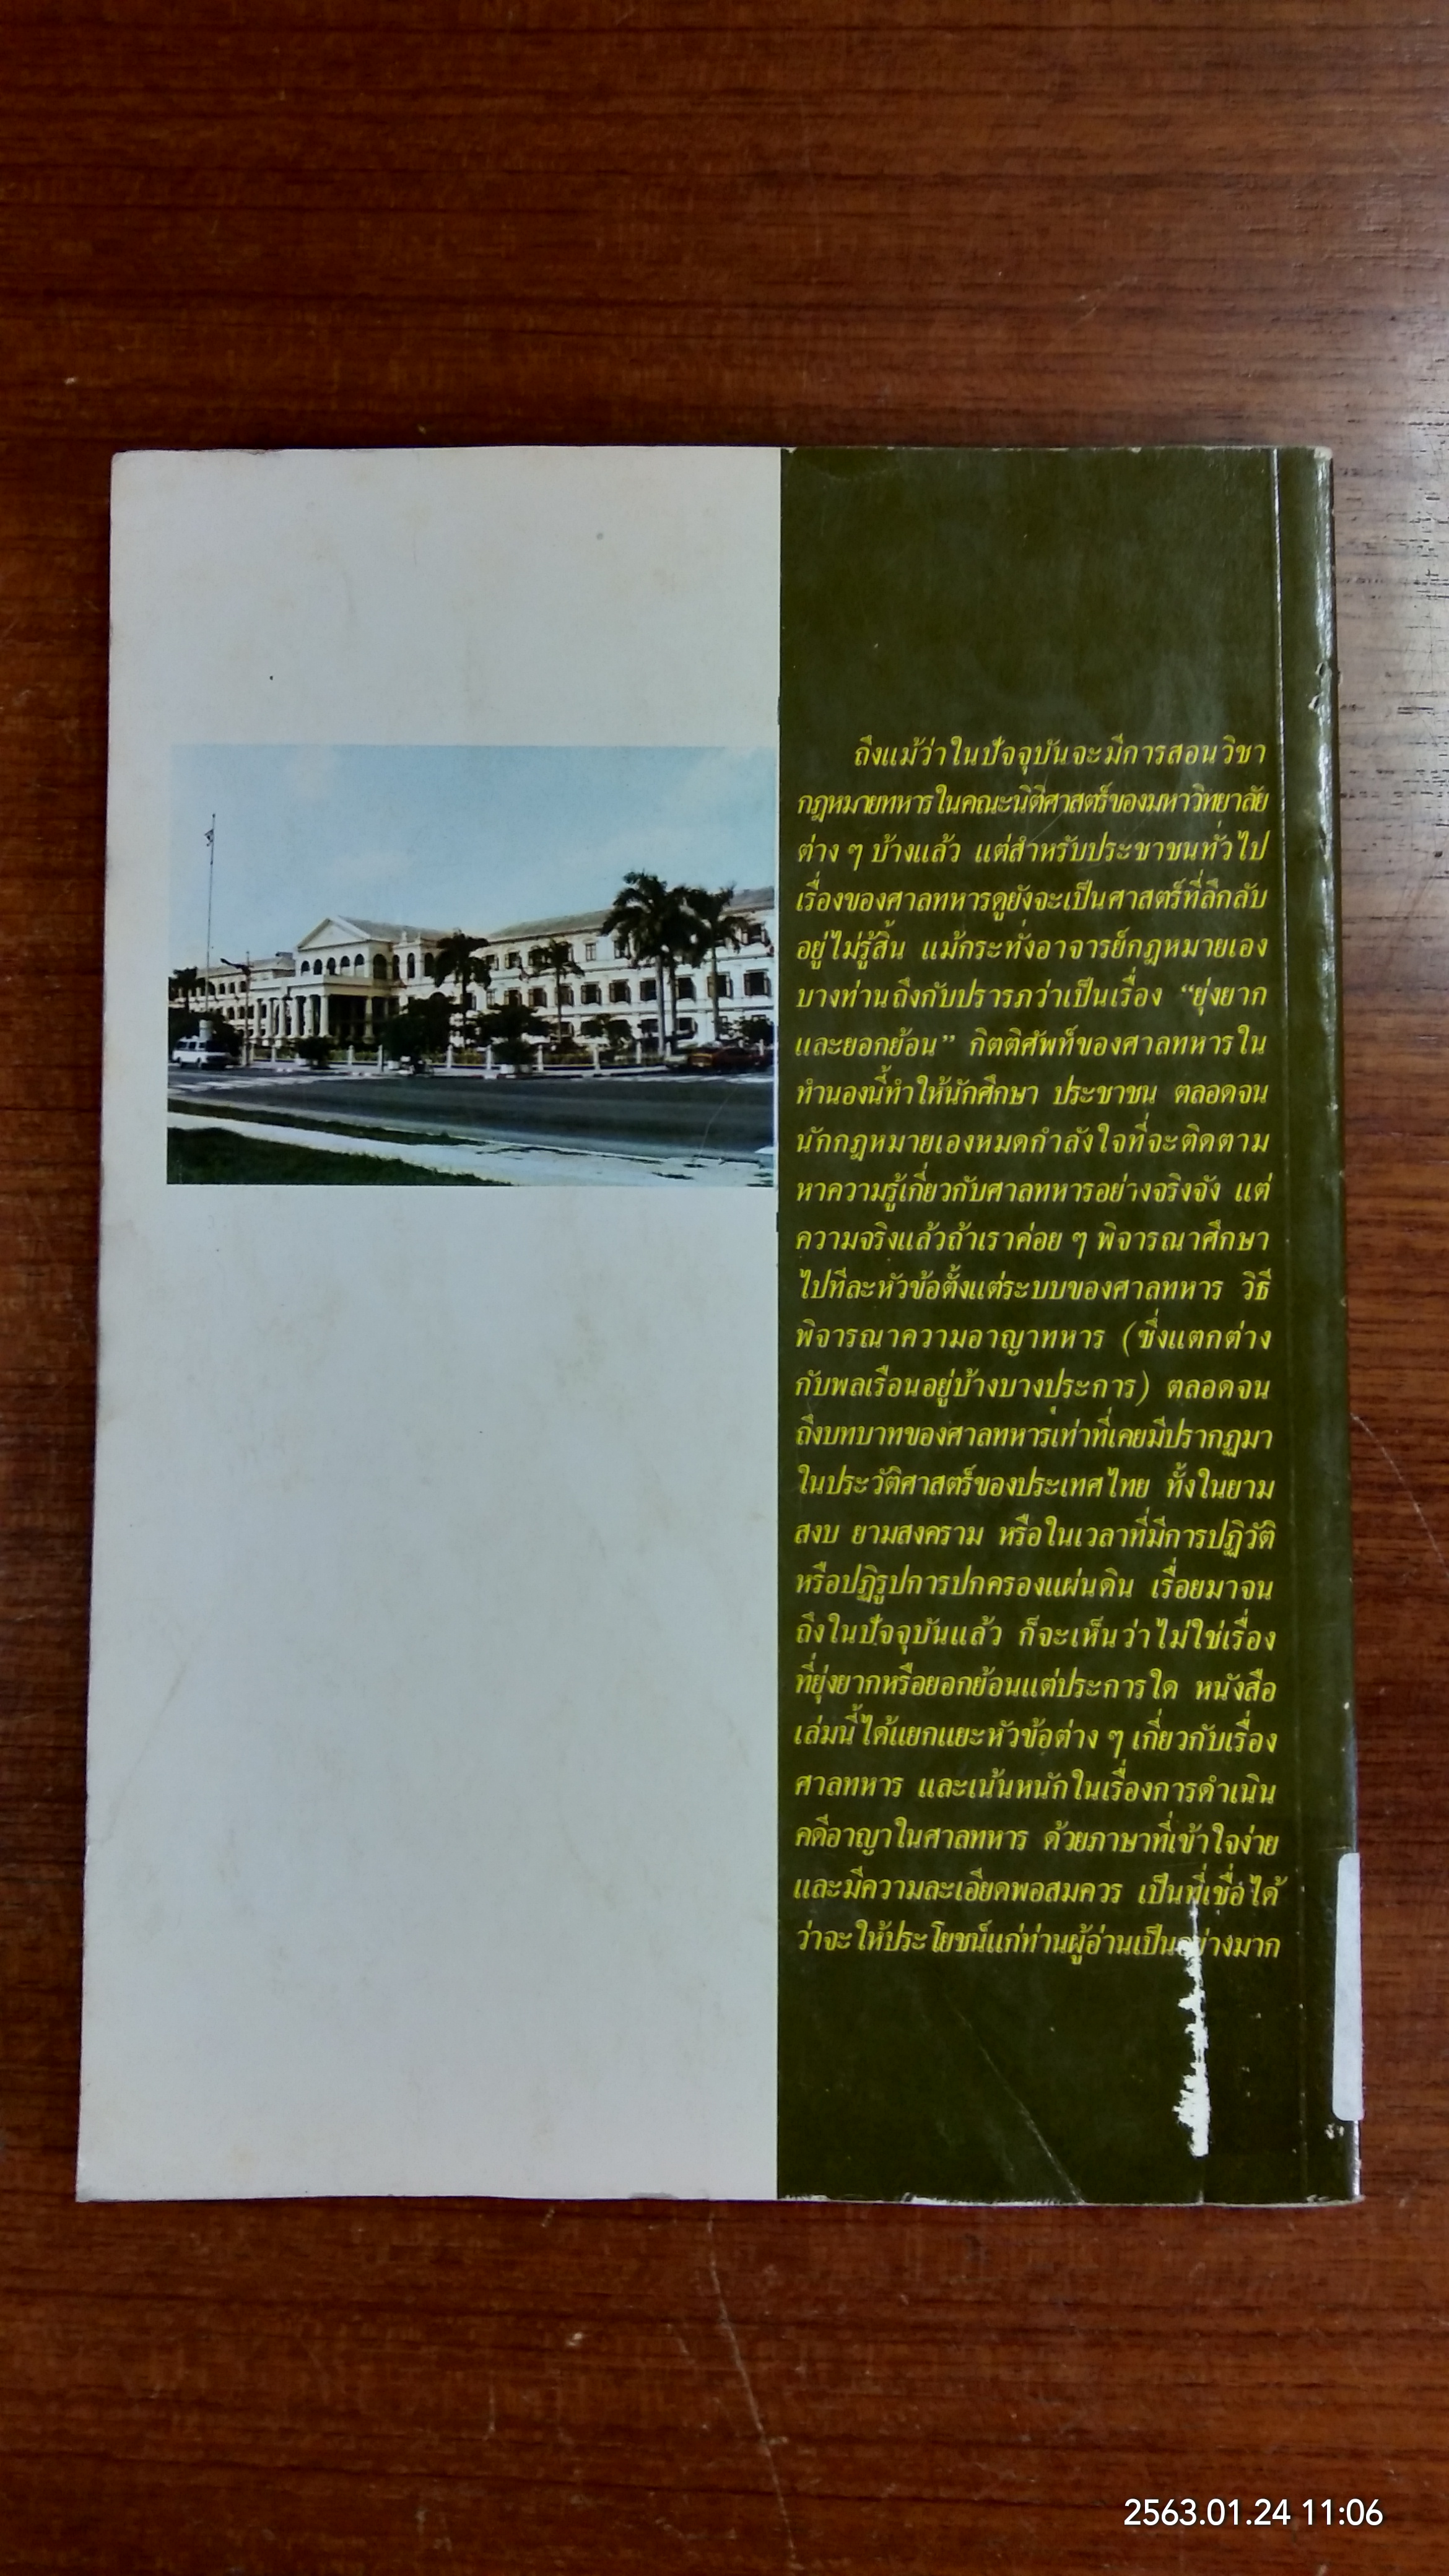 ถึงแม้ว่าในปัจจุบันจะมีการสอนวิชา
กฎหมายทหารในคณะนิติศาสตร์ของมหาวิทยาลัย
ต่าง ๆ บ้างแล้ว แต่สำหรับประชาชนทั่วไป
เรื่องของศาลทหารดูยังจะเป็นศาสตร์ที่ลึกลับ
อยู่ไม่รู้สิ้น แม้กระทั่งอาจารย์กฎหมายเอง
บางท่านถึงกับปรารภว่าเป็นเรื่อง “ยุ่งยาก
และยอกย้อน” กิตติศัพท์ของศาลทหารใน
ทำนองนี้ทำให้นักศึกษา ประชาชน ตลอดจน
นักกฎหมายเองหมดกำลังใจที่จะติดตาม
หาความรู้เกี่ยวกับศาลทหารอย่างจริงจัง แต่
ความจริงแล้วถ้าเราค่อย ๆ พิจารณาศึกษา
ไปทีละหัวข้อตั้งแต่ระบบของศาลทหาร วิธี
พิจารณาความอาญาทหาร (ซึ่งแตกต่าง
กับพลเรือนอยู่บ้างบางประการ) ตลอดจน
ถึงบทบาทของศาลทหารเท่าที่เคยมีปรากฏมา
ในประวัติศาสตร์ของประเทศไทย ทั้งในยาม
สงบ ยามสงคราม หรือในเวลาที่มีการปฏิวัติ
หรือปฏิรูปการปกครองแผ่นดิน เรื่อยมาจน
ถึงในปัจจุบันแล้ว ก็จะเห็นว่าไม่ใช่เรื่อง
ที่ยุ่งยากหรือยอกย้อนแต่ประการใด หนังสือ
เล่มนี้ได้แยกแยะหัวข้อต่าง ๆ เกี่ยวกับเรื่อง
ศาลทหาร และเน้นหนักในเรื่องการดำเนิน
คดีอาญาในศาลทหาร ด้วยภาษาที่เข้าใจง่าย
และมีความละเอียดพอสมควร เป็นที่เชื่อได้
ว่าจะให้ประโยชน์แก่ท่านผู้อ่านเป็นอย่างมาก
2563.01.24 11:06